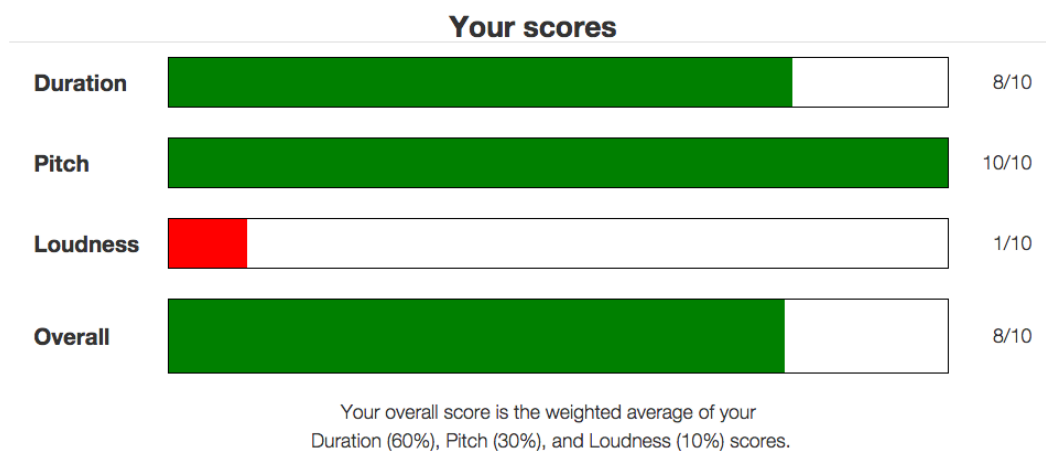 Your scores
Duration 8/10
Pitch 10/10
Loudness 1/10
Overall 8/10
Your overall score is the weighted average of your
Duration (60%), Pitch (30%), and Loudness (10%) scores.